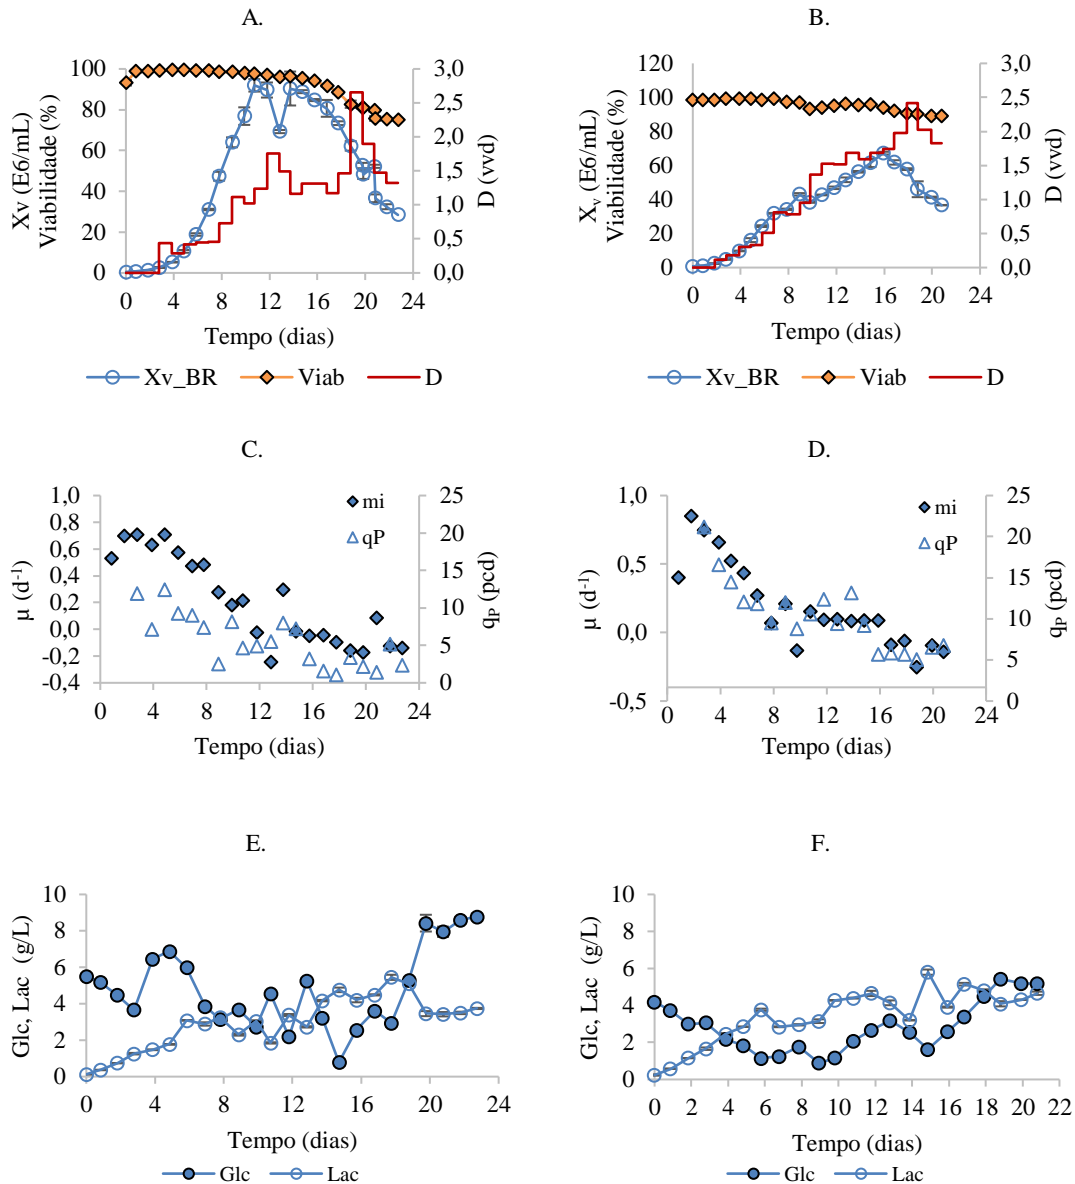 A.
Xv (E6/mL)
Viabilidade (%)
100
80
60
40
20
0
3,0
2,5
2,0
1,5
1,0
0,5
0,0
D (vvd)
0 4 8 12 16 20 24
Tempo (dias)
Xv_BR Viab D
B.
Xv (E6/mL)
Viabilidade (%)
120
100
80
60
40
20
0
3,0
2,5
2,0
1,5
1,0
0,5
0,0
D (vvd)
0 4 8 12 16 20 24
Tempo (dias)
Xv_BR Viab D
C.
µ (d-1)
1,0
0,8
0,6
0,4
0,2
0,0
-0,2
-0,4
mi
qP
25
20
15
10
5
0
qP (pcd)
0 4 8 12 16 20 24
Tempo (dias)
D.
µ (d-1)
1,0
0,5
0,0
-0,5
mi
qP
25
20
15
10
5
0
qP (pcd)
0 4 8 12 16 20 24
Tempo (dias)
E.
Glc, Lac (g/L)
10
8
6
4
2
0
0 4 8 12 16 20 24
Tempo (dias)
Glc Lac
F.
Glc, Lac (g/L)
10
8
6
4
2
0
0 2 4 6 8 10 12 14 16 18 20 22
Tempo (dias)
Glc Lac